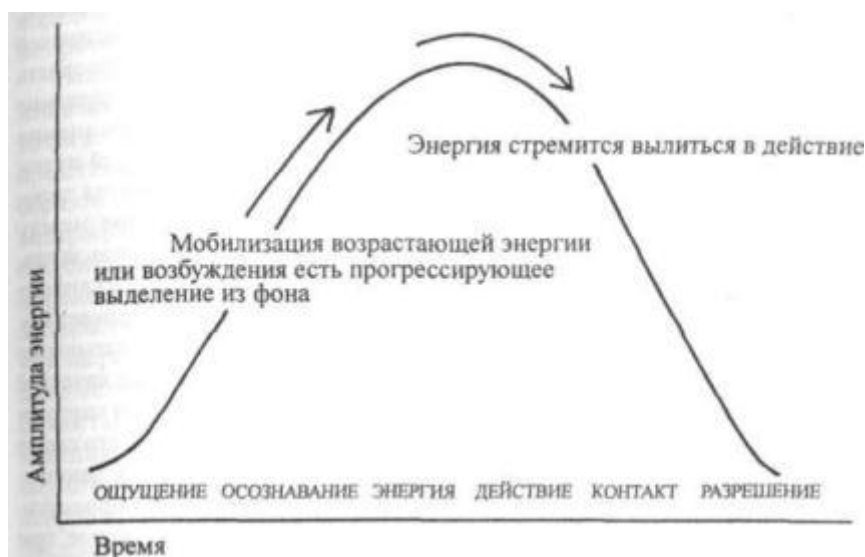 Энергия стремится вылиться в действие
Мобилизация возрастающей энергии
или возбуждения есть прогрессирующее
выделение из фона
Амплитуда энергии
ОЩУЩЕНИЕ ОСОЗНАВАНИЕ ЭНЕРГИЯ ДЕЙСТВИЕ КОНТАКТ РАЗРЕШЕНИЕ
Время